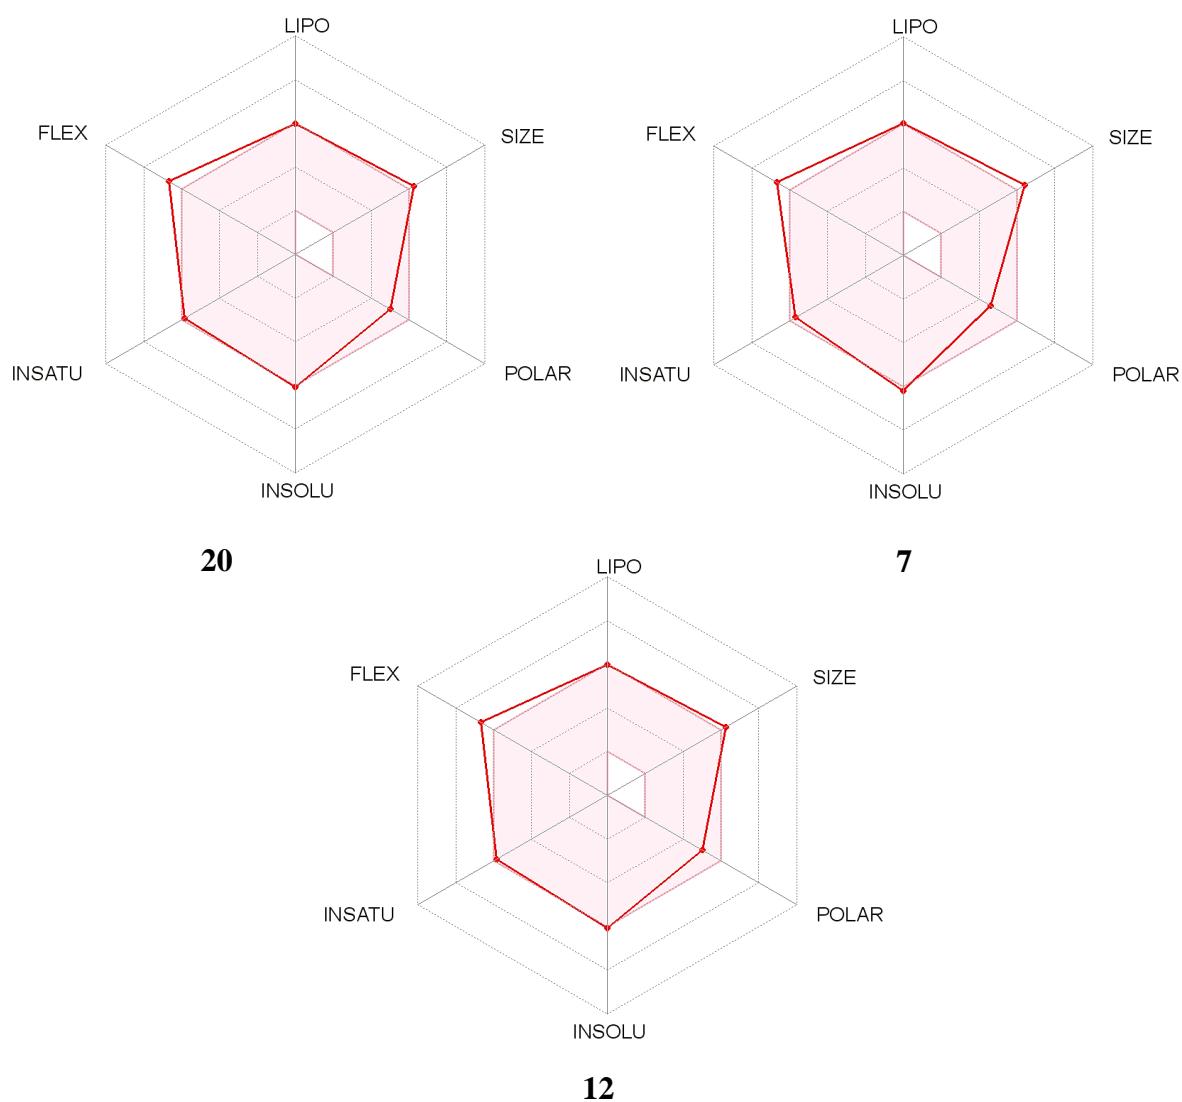 LIPO
FLEX
SIZE
INSATU
POLAR
INSOLU
20
LIPO
FLEX
SIZE
INSATU
POLAR
INSOLU
7
LIPO
FLEX
SIZE
INSATU
POLAR
INSOLU
12